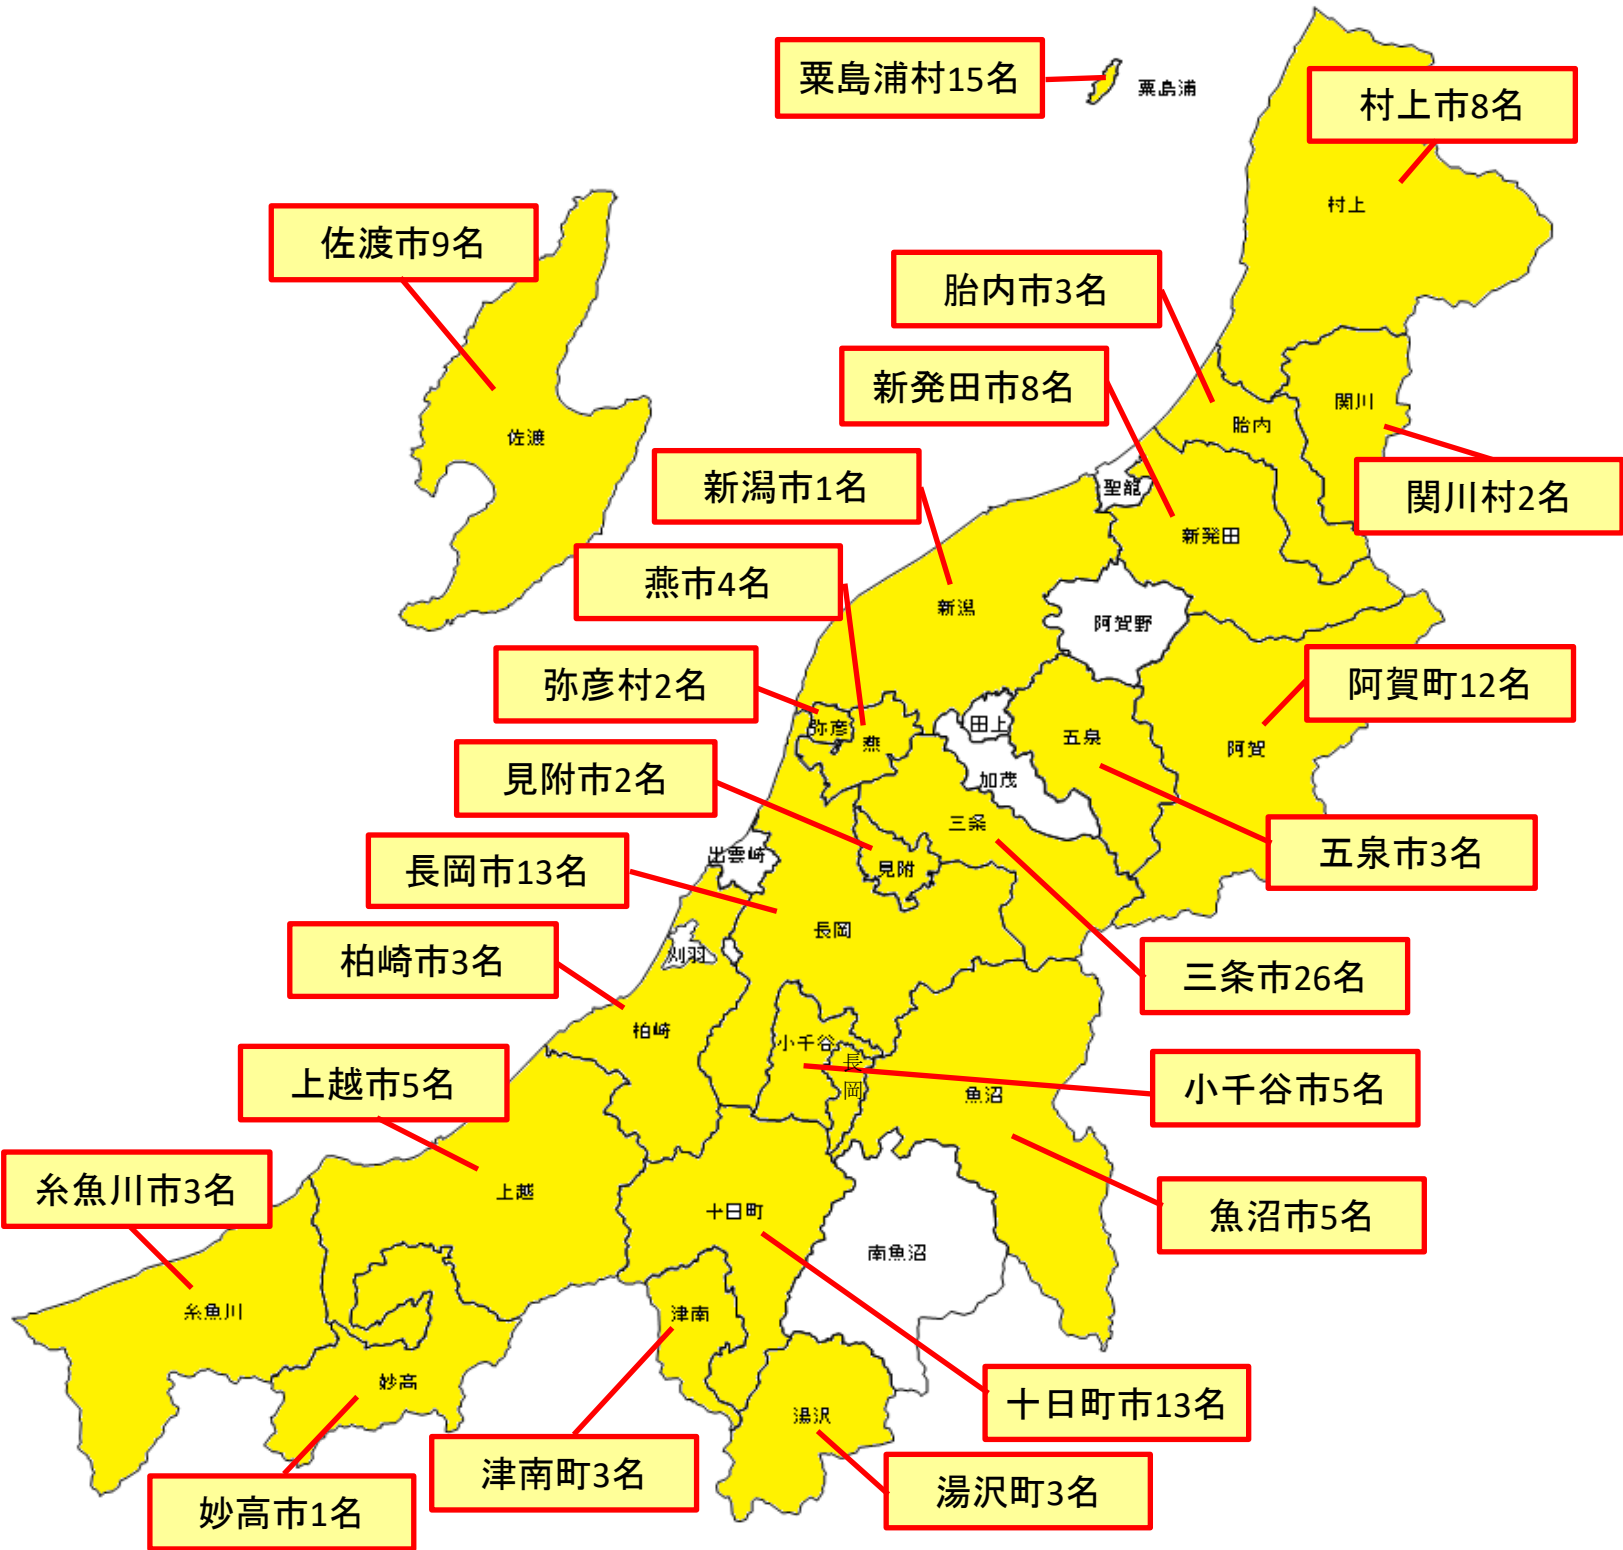 粟島浦村15名
粟島浦
村上市8名
村上
佐渡市9名
佐渡
胎内市3名
胎内
新発田市8名
新発田
関川
関川村2名
聖籠
新潟市1名
新潟
燕市4名
燕
阿賀野
弥彦村2名
弥彦
阿賀町12名
阿賀
田上
五泉
加茂
見附市2名
見附
三条
五泉市3名
出雲崎
長岡市13名
長岡
刈羽
柏崎市3名
柏崎
三条市26名
小千谷
長岡
小千谷市5名
魚沼
上越市5名
上越
糸魚川市3名
糸魚川
魚沼市5名
十日町
南魚沼
津南
妙高
十日町市13名
湯沢
津南町3名
湯沢町3名
妙高市1名